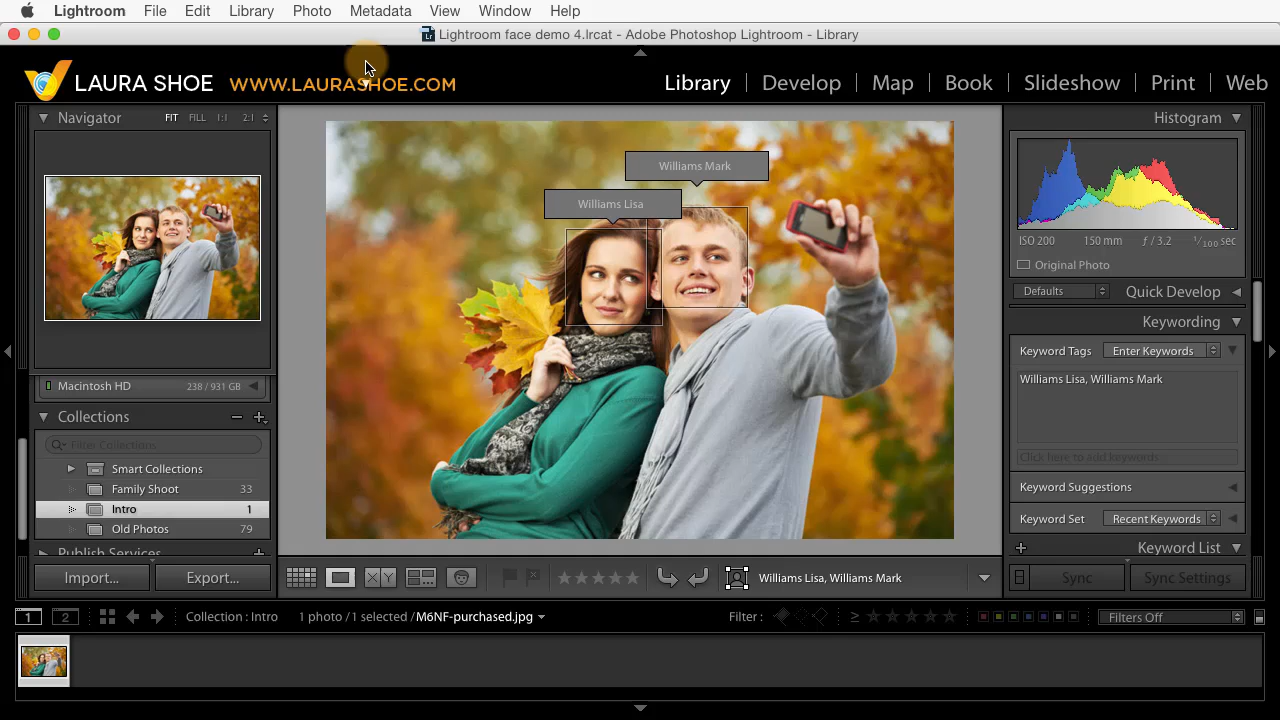 Lightroom File Edit Library Photo Metadata View Window Help
Lr Lightroom face demo 4.lrcat - Adobe Photoshop Lightroom - Library
LAURA SHOE WWW.LAURASHOE.COM Library Develop Map Book Slideshow Print Web
Navigator FIT FILL 1:1 2:1
Histogram
Williams Mark
Williams Lisa
ISO 200 150 mm ƒ / 3.2 1/100 sec
Original Photo
Defaults Quick Develop
Keywording
Keyword Tags Enter Keywords
Williams Lisa, Williams Mark
Click here to add keywords
Keyword Suggestions
Keyword Set Recent Keywords
Keyword List
Macintosh HD 238 / 931 GB
Collections
Filter Collections
Smart Collections
Family Shoot 33
Intro 1
Old Photos 79
Publish Services
Import... Export... X Y Williams Lisa, Williams Mark Sync Sync Settings
1 2 Collection : Intro 1 photo / 1 selected / M6NF-purchased.jpg Filter : ≥ Filters Off